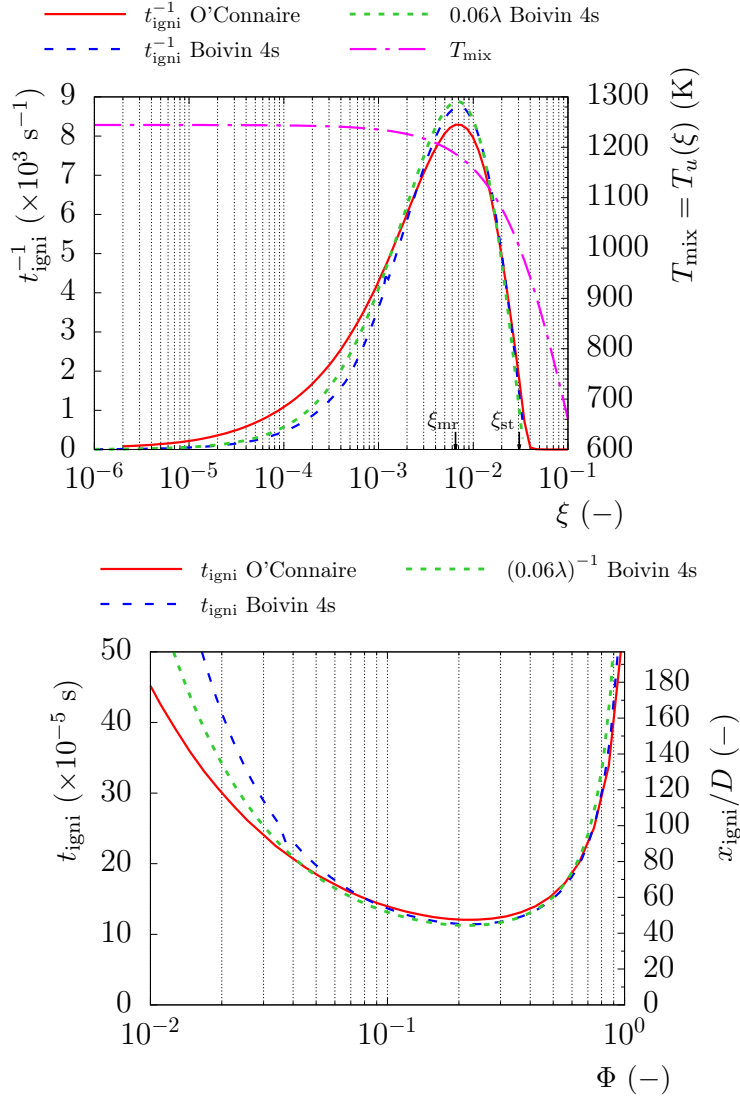 t_igni^-1 O'Connaire 0.06λ Boivin 4s
t_igni^-1 Boivin 4s T_mix
t_igni^-1 (×10^3 s^-1)
9
8
7
6
5
4
3
2
1
0
T_mix = T_u(ξ) (K)
1300
1200
1100
1000
900
800
700
600
ξ_mr ξ_st
10^-6 10^-5 10^-4 10^-3 10^-2 10^-1
ξ (−)
t_igni O'Connaire (0.06λ)^-1 Boivin 4s
t_igni Boivin 4s
t_igni (×10^-5 s)
50
40
30
20
10
0
x_igni/D (−)
180
160
140
120
100
80
60
40
20
0
10^-2 10^-1 10^0
Φ (−)